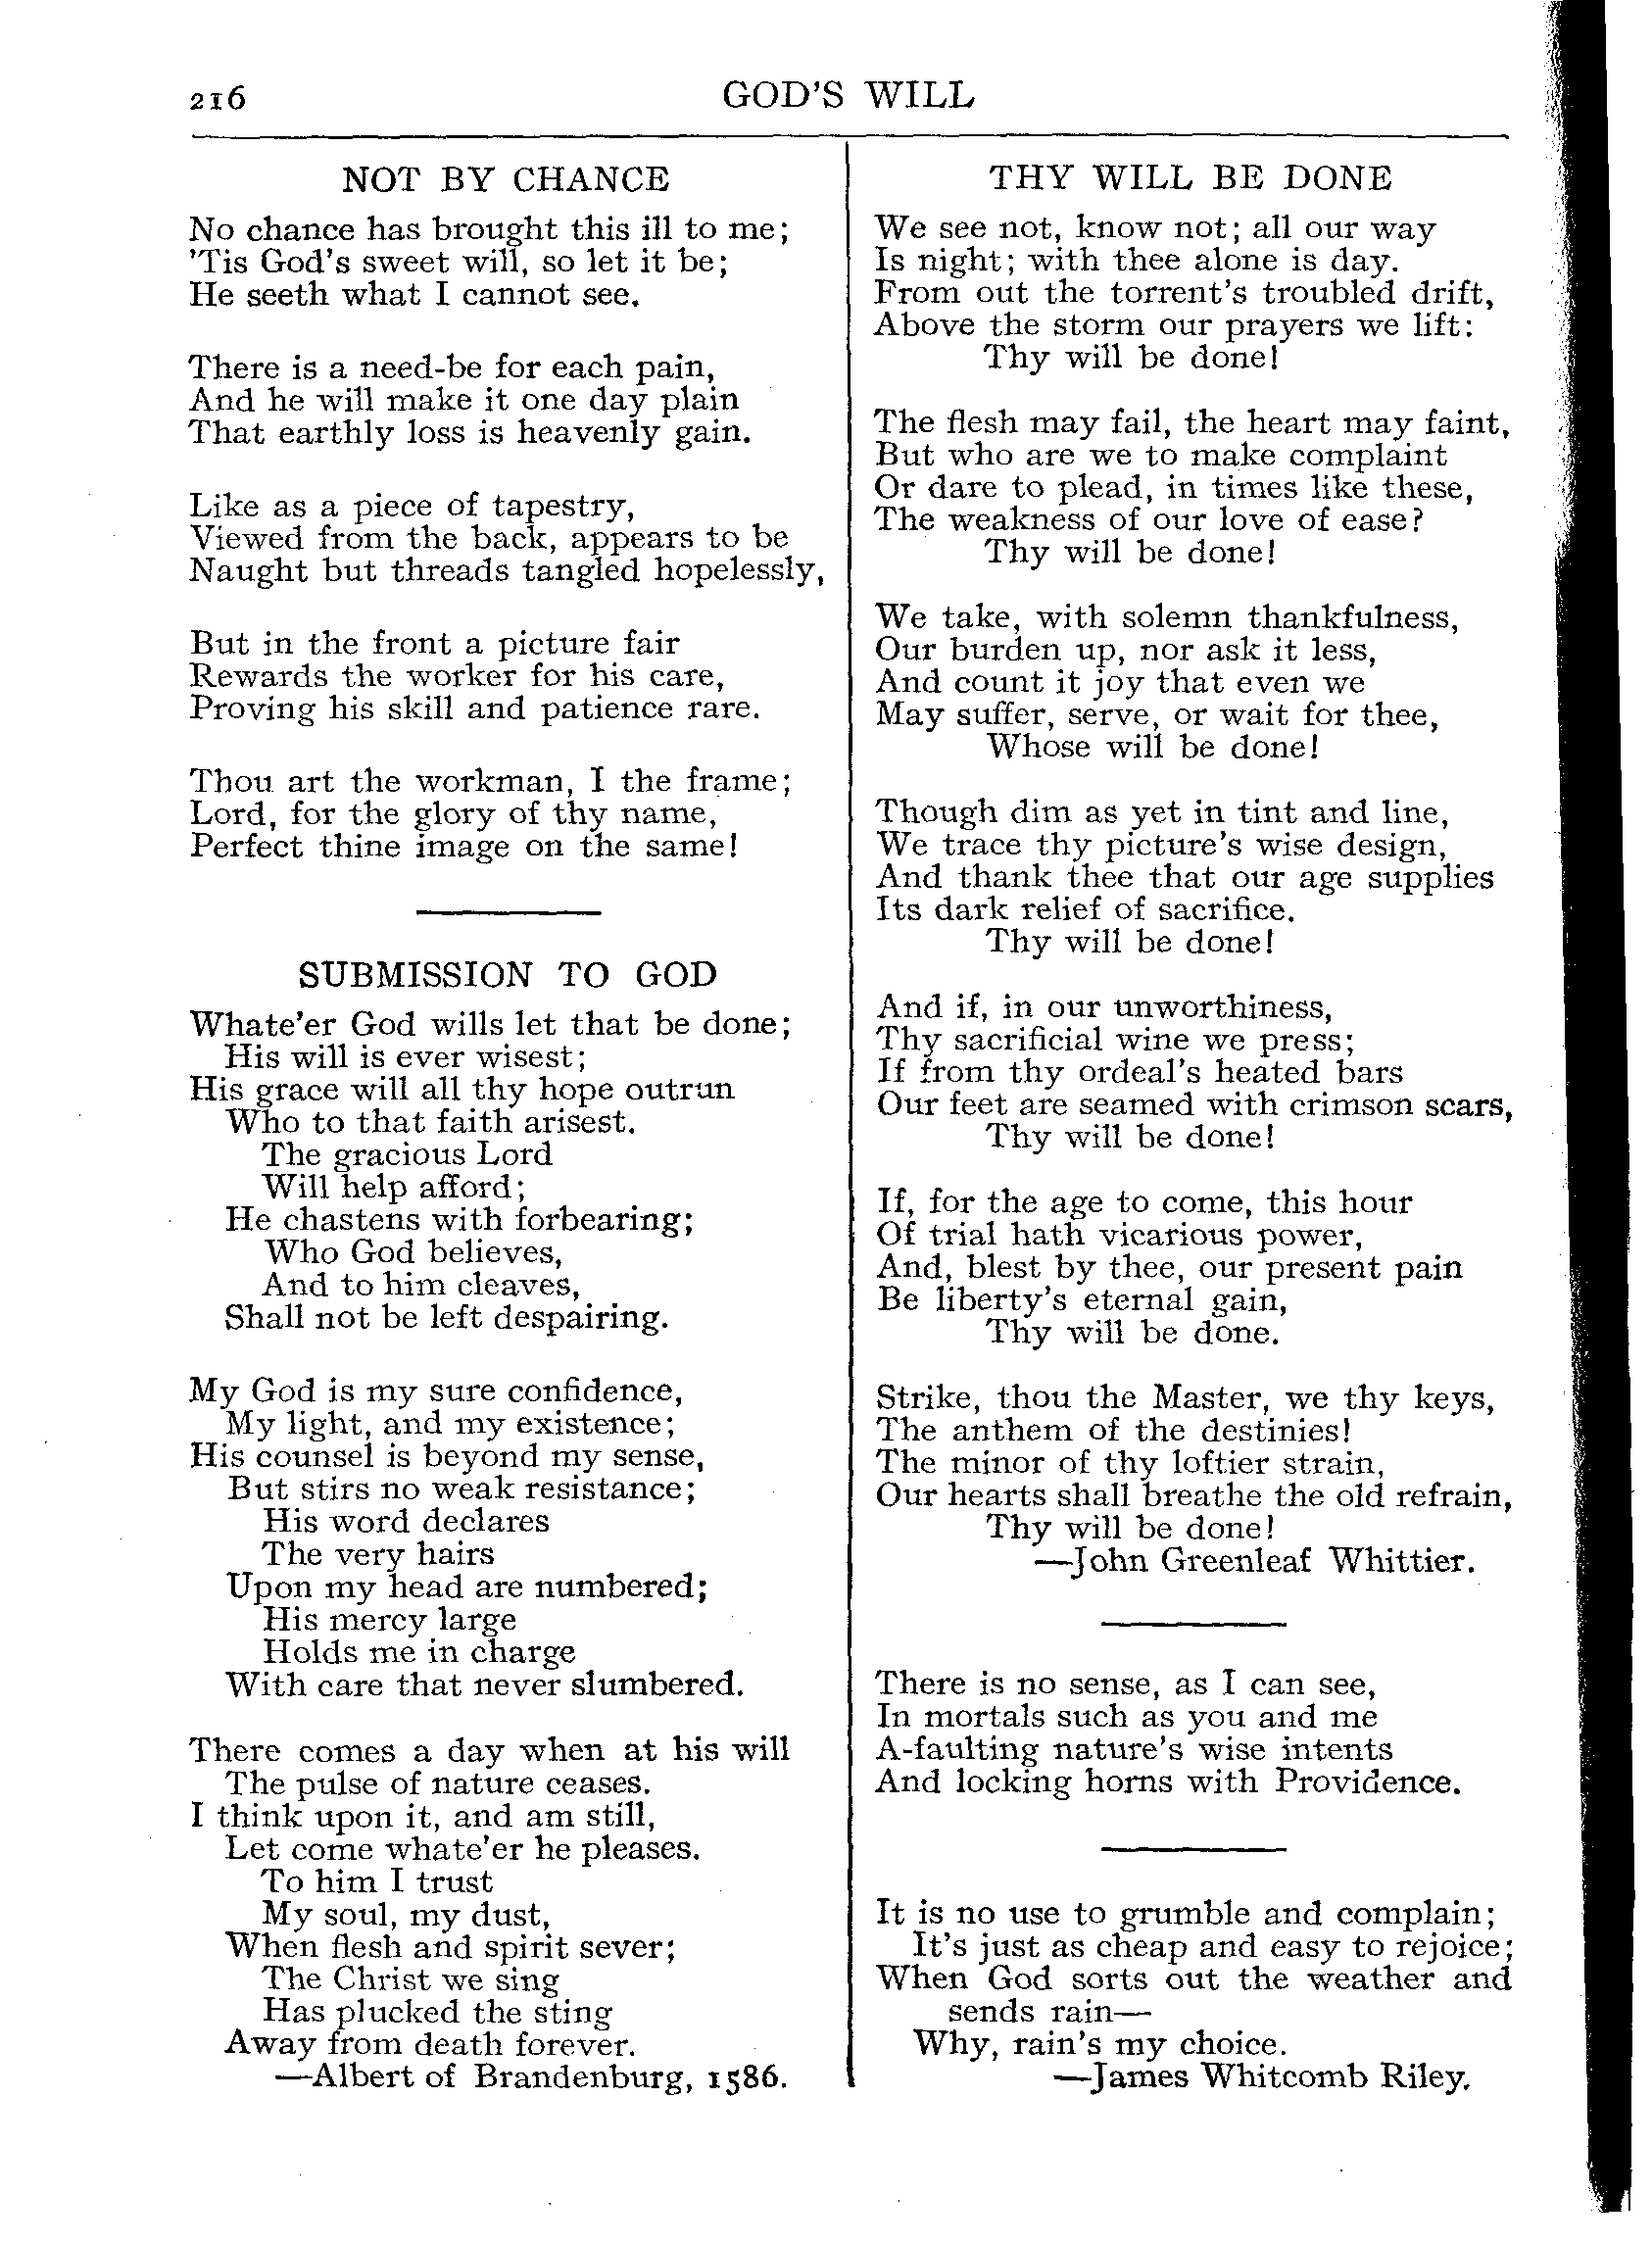 216
GOD'S WILL
NOT BY CHANCE
No chance has brought this ill to me;
'Tis God's sweet will, so let it be;
He seeth what I cannot see.
There is a need-be for each pain,
And he will make it one day plain
That earthly loss is heavenly gain.
Like as a piece of tapestry,
Viewed from the back, appears to be
Naught but threads tangled hopelessly,
But in the front a picture fair
Rewards the worker for his care,
Proving his skill and patience rare.
Thou art the workman, I the frame;
Lord, for the glory of thy name,
Perfect thine image on the same!
SUBMISSION TO GOD
Whate'er God wills let that be done;
His will is ever wisest;
His grace will all thy hope outrun
Who to that faith arisest.
The gracious Lord
Will help afford;
He chastens with forbearing;
Who God believes,
And to him cleaves,
Shall not be left despairing.
My God is my sure confidence,
My light, and my existence;
His counsel is beyond my sense,
But stirs no weak resistance;
His word declares
The very hairs
Upon my head are numbered;
His mercy large
Holds me in charge
With care that never slumbered.
There comes a day when at his will
The pulse of nature ceases.
I think upon it, and am still,
Let come whate'er he pleases.
To him I trust
My soul, my dust,
When flesh and spirit sever;
The Christ we sing
Has plucked the sting
Away from death forever.
—Albert of Brandenburg, 1586.
THY WILL BE DONE
We see not, know not; all our way
Is night; with thee alone is day.
From out the torrent's troubled drift,
Above the storm our prayers we lift:
Thy will be done!
The flesh may fail, the heart may faint,
But who are we to make complaint
Or dare to plead, in times like these,
The weakness of our love of ease?
Thy will be done!
We take, with solemn thankfulness,
Our burden up, nor ask it less,
And count it joy that even we
May suffer, serve, or wait for thee,
Whose will be done!
Though dim as yet in tint and line,
We trace thy picture's wise design,
And thank thee that our age supplies
Its dark relief of sacrifice.
Thy will be done!
And if, in our unworthiness,
Thy sacrificial wine we press;
If from thy ordeal's heated bars
Our feet are seamed with crimson scars,
Thy will be done!
If, for the age to come, this hour
Of trial hath vicarious power,
And, blest by thee, our present pain
Be liberty's eternal gain,
Thy will be done.
Strike, thou the Master, we thy keys,
The anthem of the destinies!
The minor of thy loftier strain,
Our hearts shall breathe the old refrain,
Thy will be done!
—John Greenleaf Whittier.
There is no sense, as I can see,
In mortals such as you and me
A-faulting nature's wise intents
And locking horns with Providence.
It is no use to grumble and complain;
It's just as cheap and easy to rejoice;
When God sorts out the weather and
sends rain—
Why, rain's my choice.
—James Whitcomb Riley.